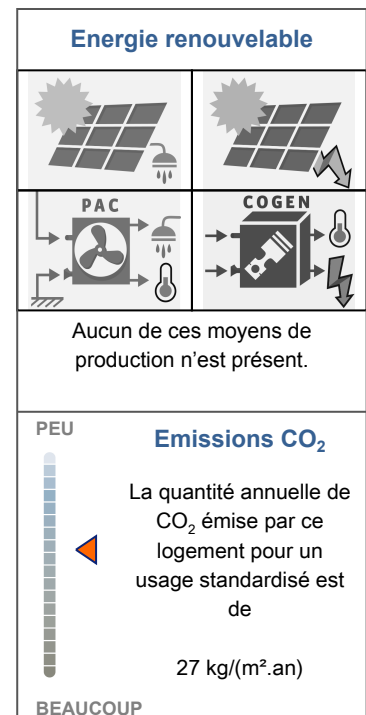 Energie renouvelable
PAC
COGEN
Aucun de ces moyens de
production n’est présent.
PEU
Emissions CO₂
La quantité annuelle de
CO₂ émise par ce
logement pour un
usage standardisé est
de
27 kg/(m².an)
BEAUCOUP